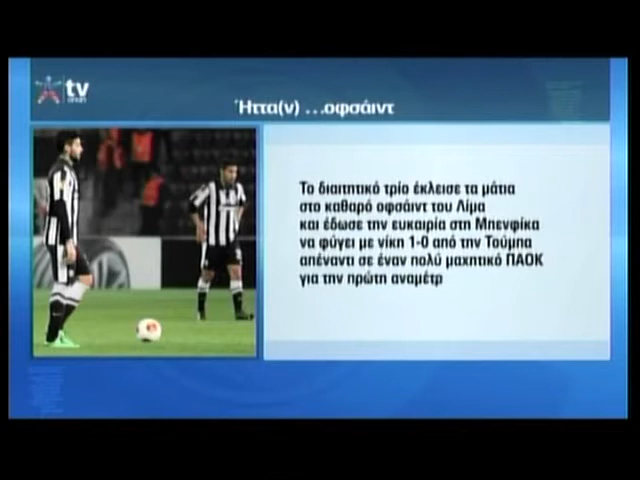 tv
Ήττα(ν) ...οφσάιντ
Το διαιτητικό τρίο έκλεισε τα μάτια
στο καθαρό οφσάιντ του Λίμα
και έδωσε την ευκαιρία στη Μπενφίκα
να φύγει με νίκη 1-0 από την Τούμπα
απέναντι σε έναν πολύ μαχητικό ΠΑΟΚ
για την πρώτη αναμέτρ